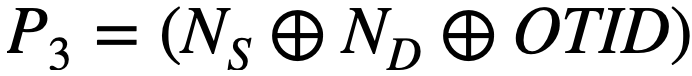 P₃ = (N_S ⊕ N_D ⊕ OTID)